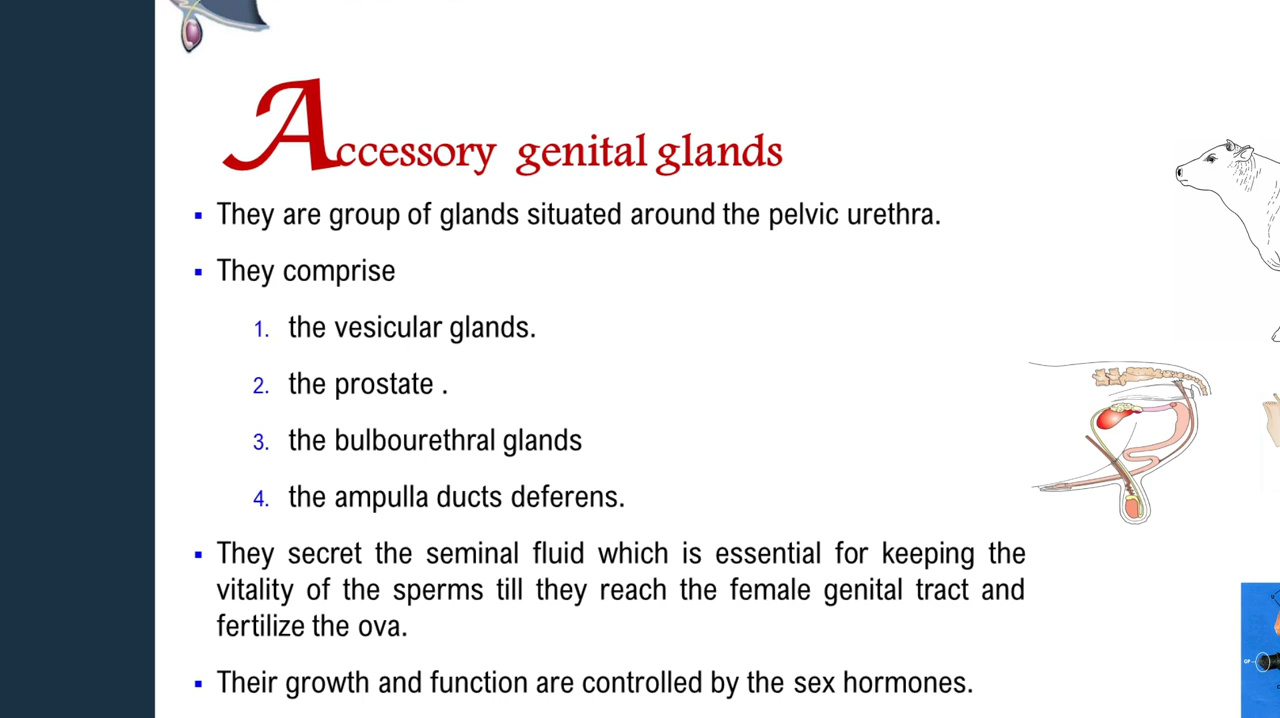 Accessory genital glands
▪ They are group of glands situated around the pelvic urethra.
▪ They comprise
1. the vesicular glands.
2. the prostate .
3. the bulbourethral glands
4. the ampulla ducts deferens.
▪ They secret the seminal fluid which is essential for keeping the
vitality of the sperms till they reach the female genital tract and
fertilize the ova.
▪ Their growth and function are controlled by the sex hormones.